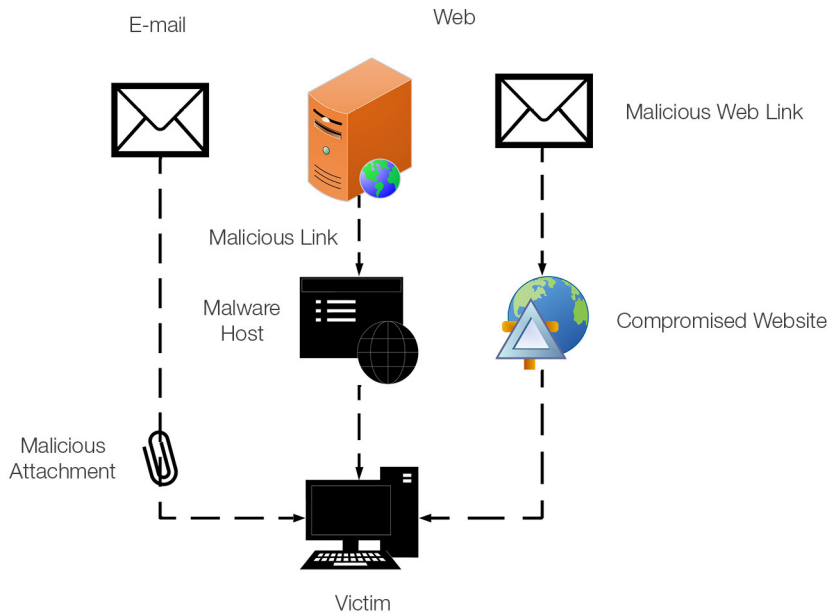 E-mail
Web
Malicious Web Link
Malicious Link
Malware
Host
Compromised Website
Malicious
Attachment
Victim